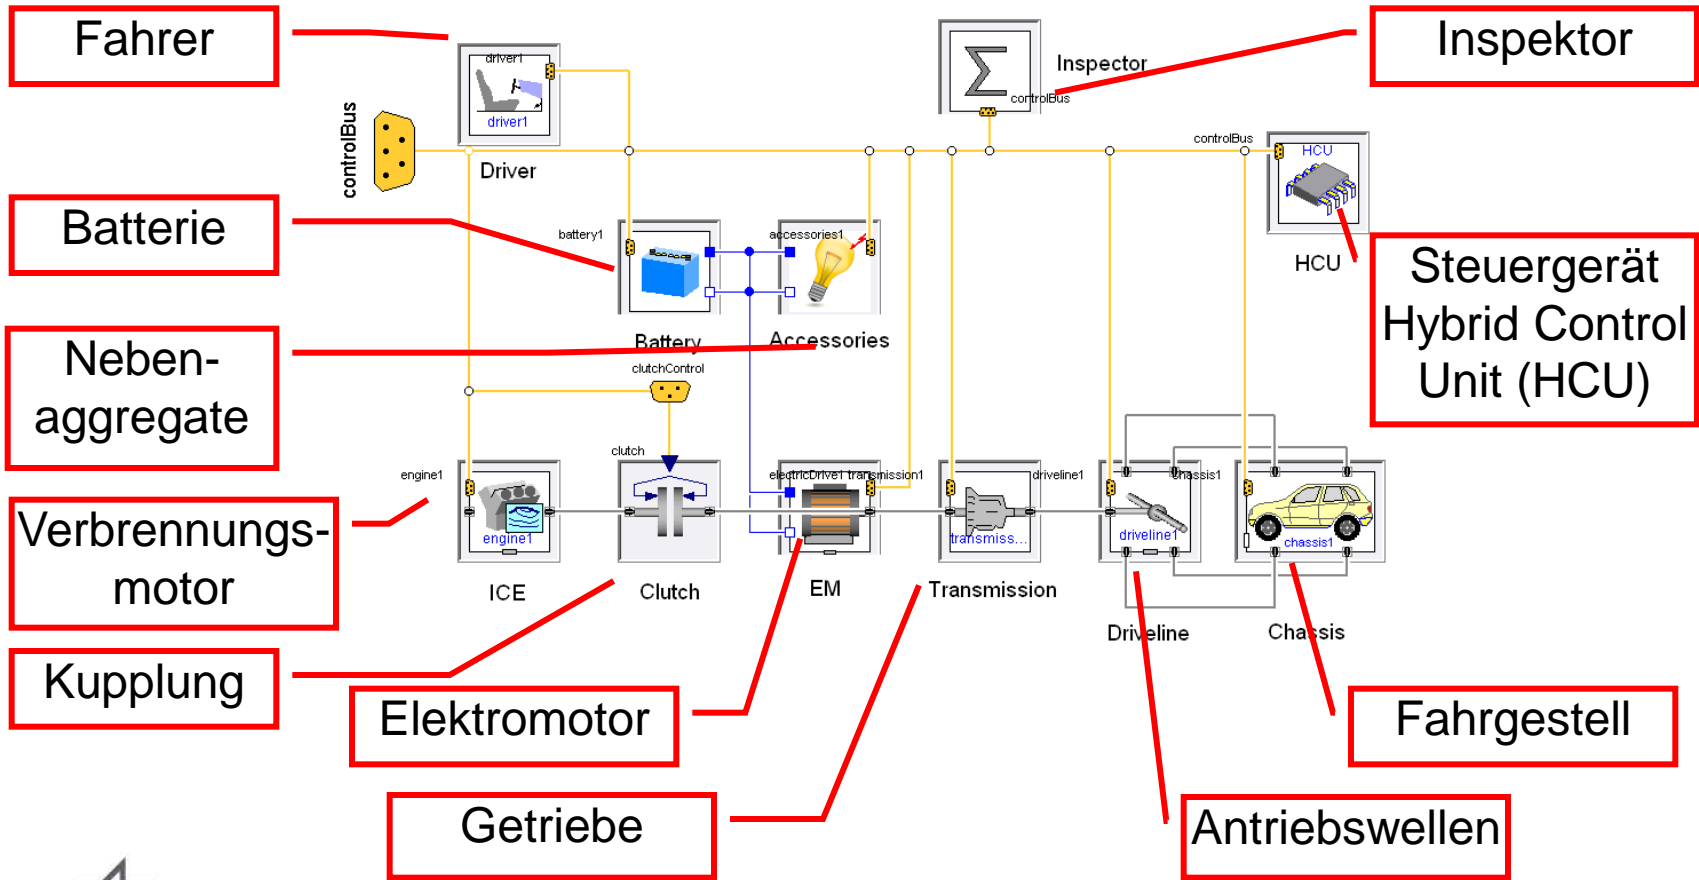 Fahrer
Inspektor
driver1
driver1
Driver
controlBus
Inspector
controlBus
controlBus
HCU
HCU
Batterie
battery1
accessories1
Battery
Accessories
Steuergerät
Hybrid Control
Unit (HCU)
Neben-
aggregate
clutchControl
clutch
engine1
electricDrive1
transmission1
driveline1
chassis1
Verbrennungs-
motor
engine1
transmiss...
driveline1
chassis1
ICE
Clutch
EM
Transmission
Driveline
Chassis
Kupplung
Elektromotor
Fahrgestell
Getriebe
Antriebswellen